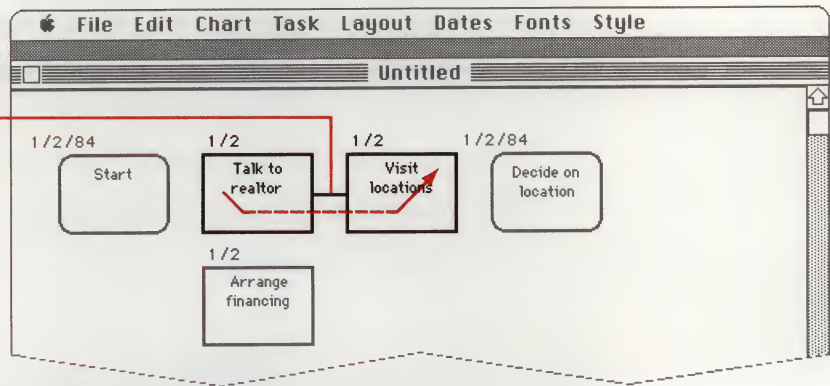 File Edit Chart Task Layout Dates Fonts Style
Untitled
1/2/84 1/2 1/2 1/2/84
Start
Talk to
realtor
Visit
locations
Decide on
location
1/2
Arrange
financing